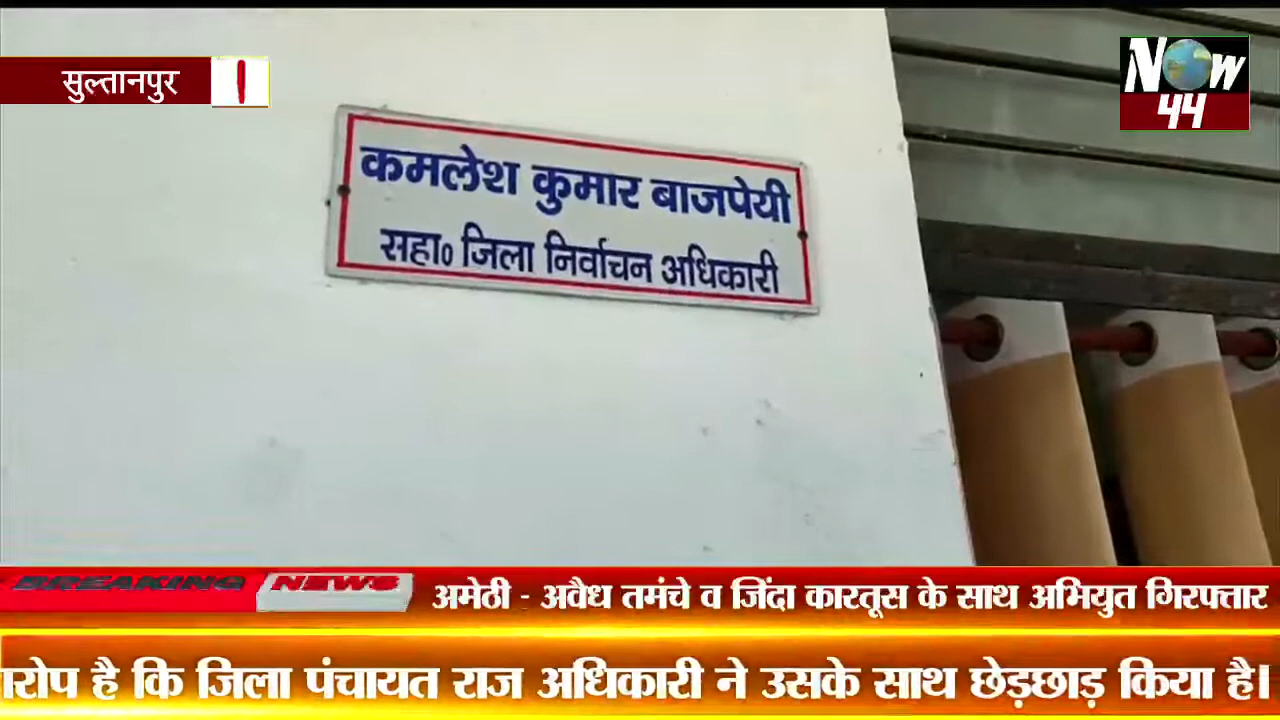 सुल्तानपुर
NOW
44
कमलेश कुमार बाजपेयी
सहा० जिला निर्वाचन अधिकारी
BREAKING NEWS
अमेठी - अवैध तमंचे व जिंदा कारतूस के साथ अभियुत गिरफ्तार
रोप है कि जिला पंचायत राज अधिकारी ने उसके साथ छेड़छाड़ किया है।